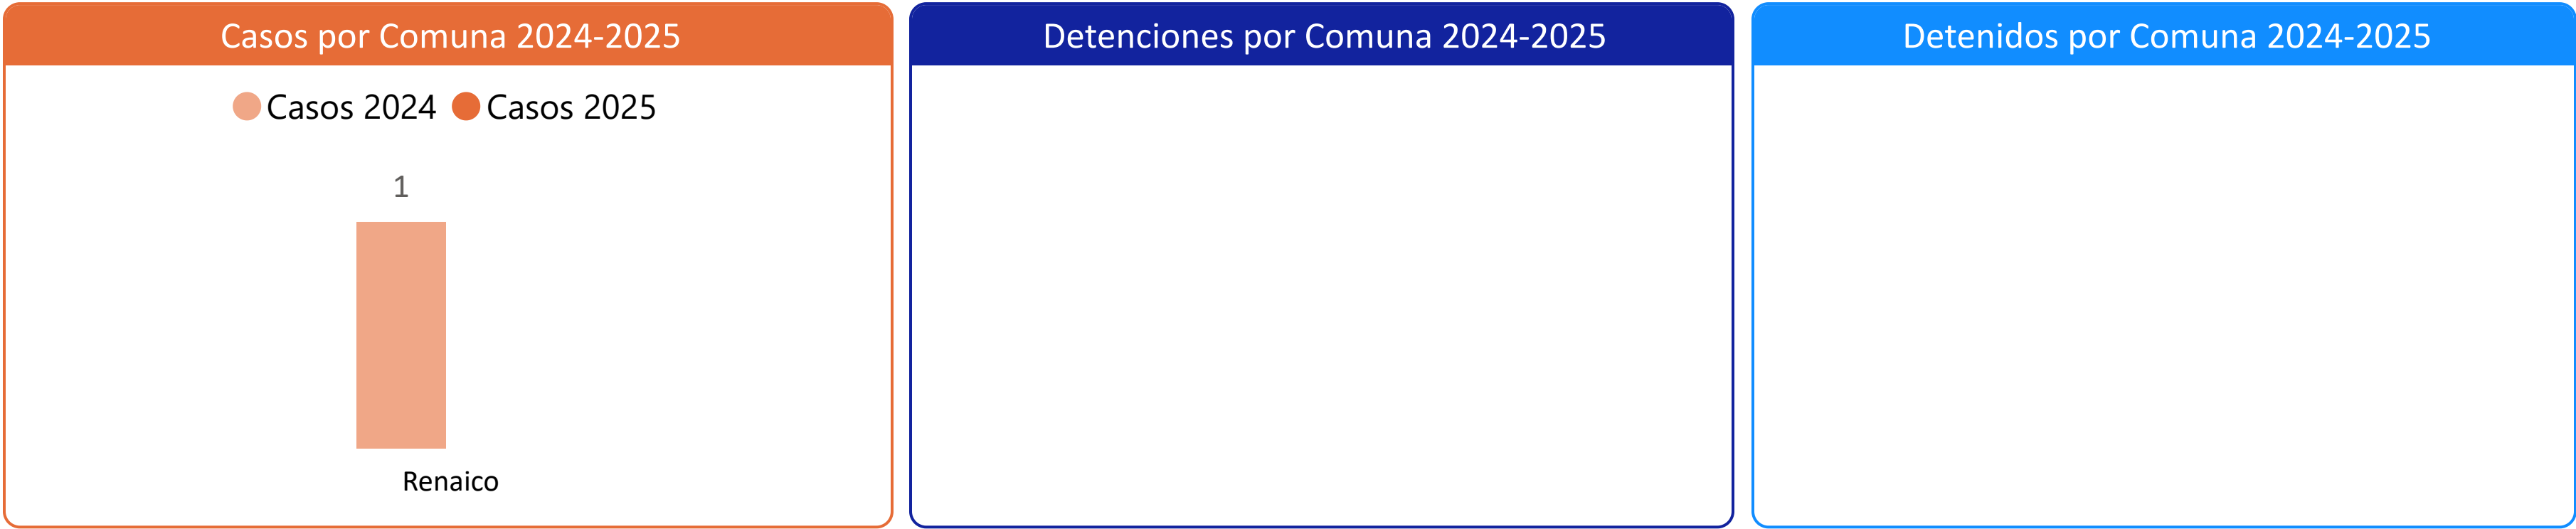 Casos por Comuna 2024-2025
Casos 2024 Casos 2025
1
Renaico
Detenciones por Comuna 2024-2025
Detenidos por Comuna 2024-2025